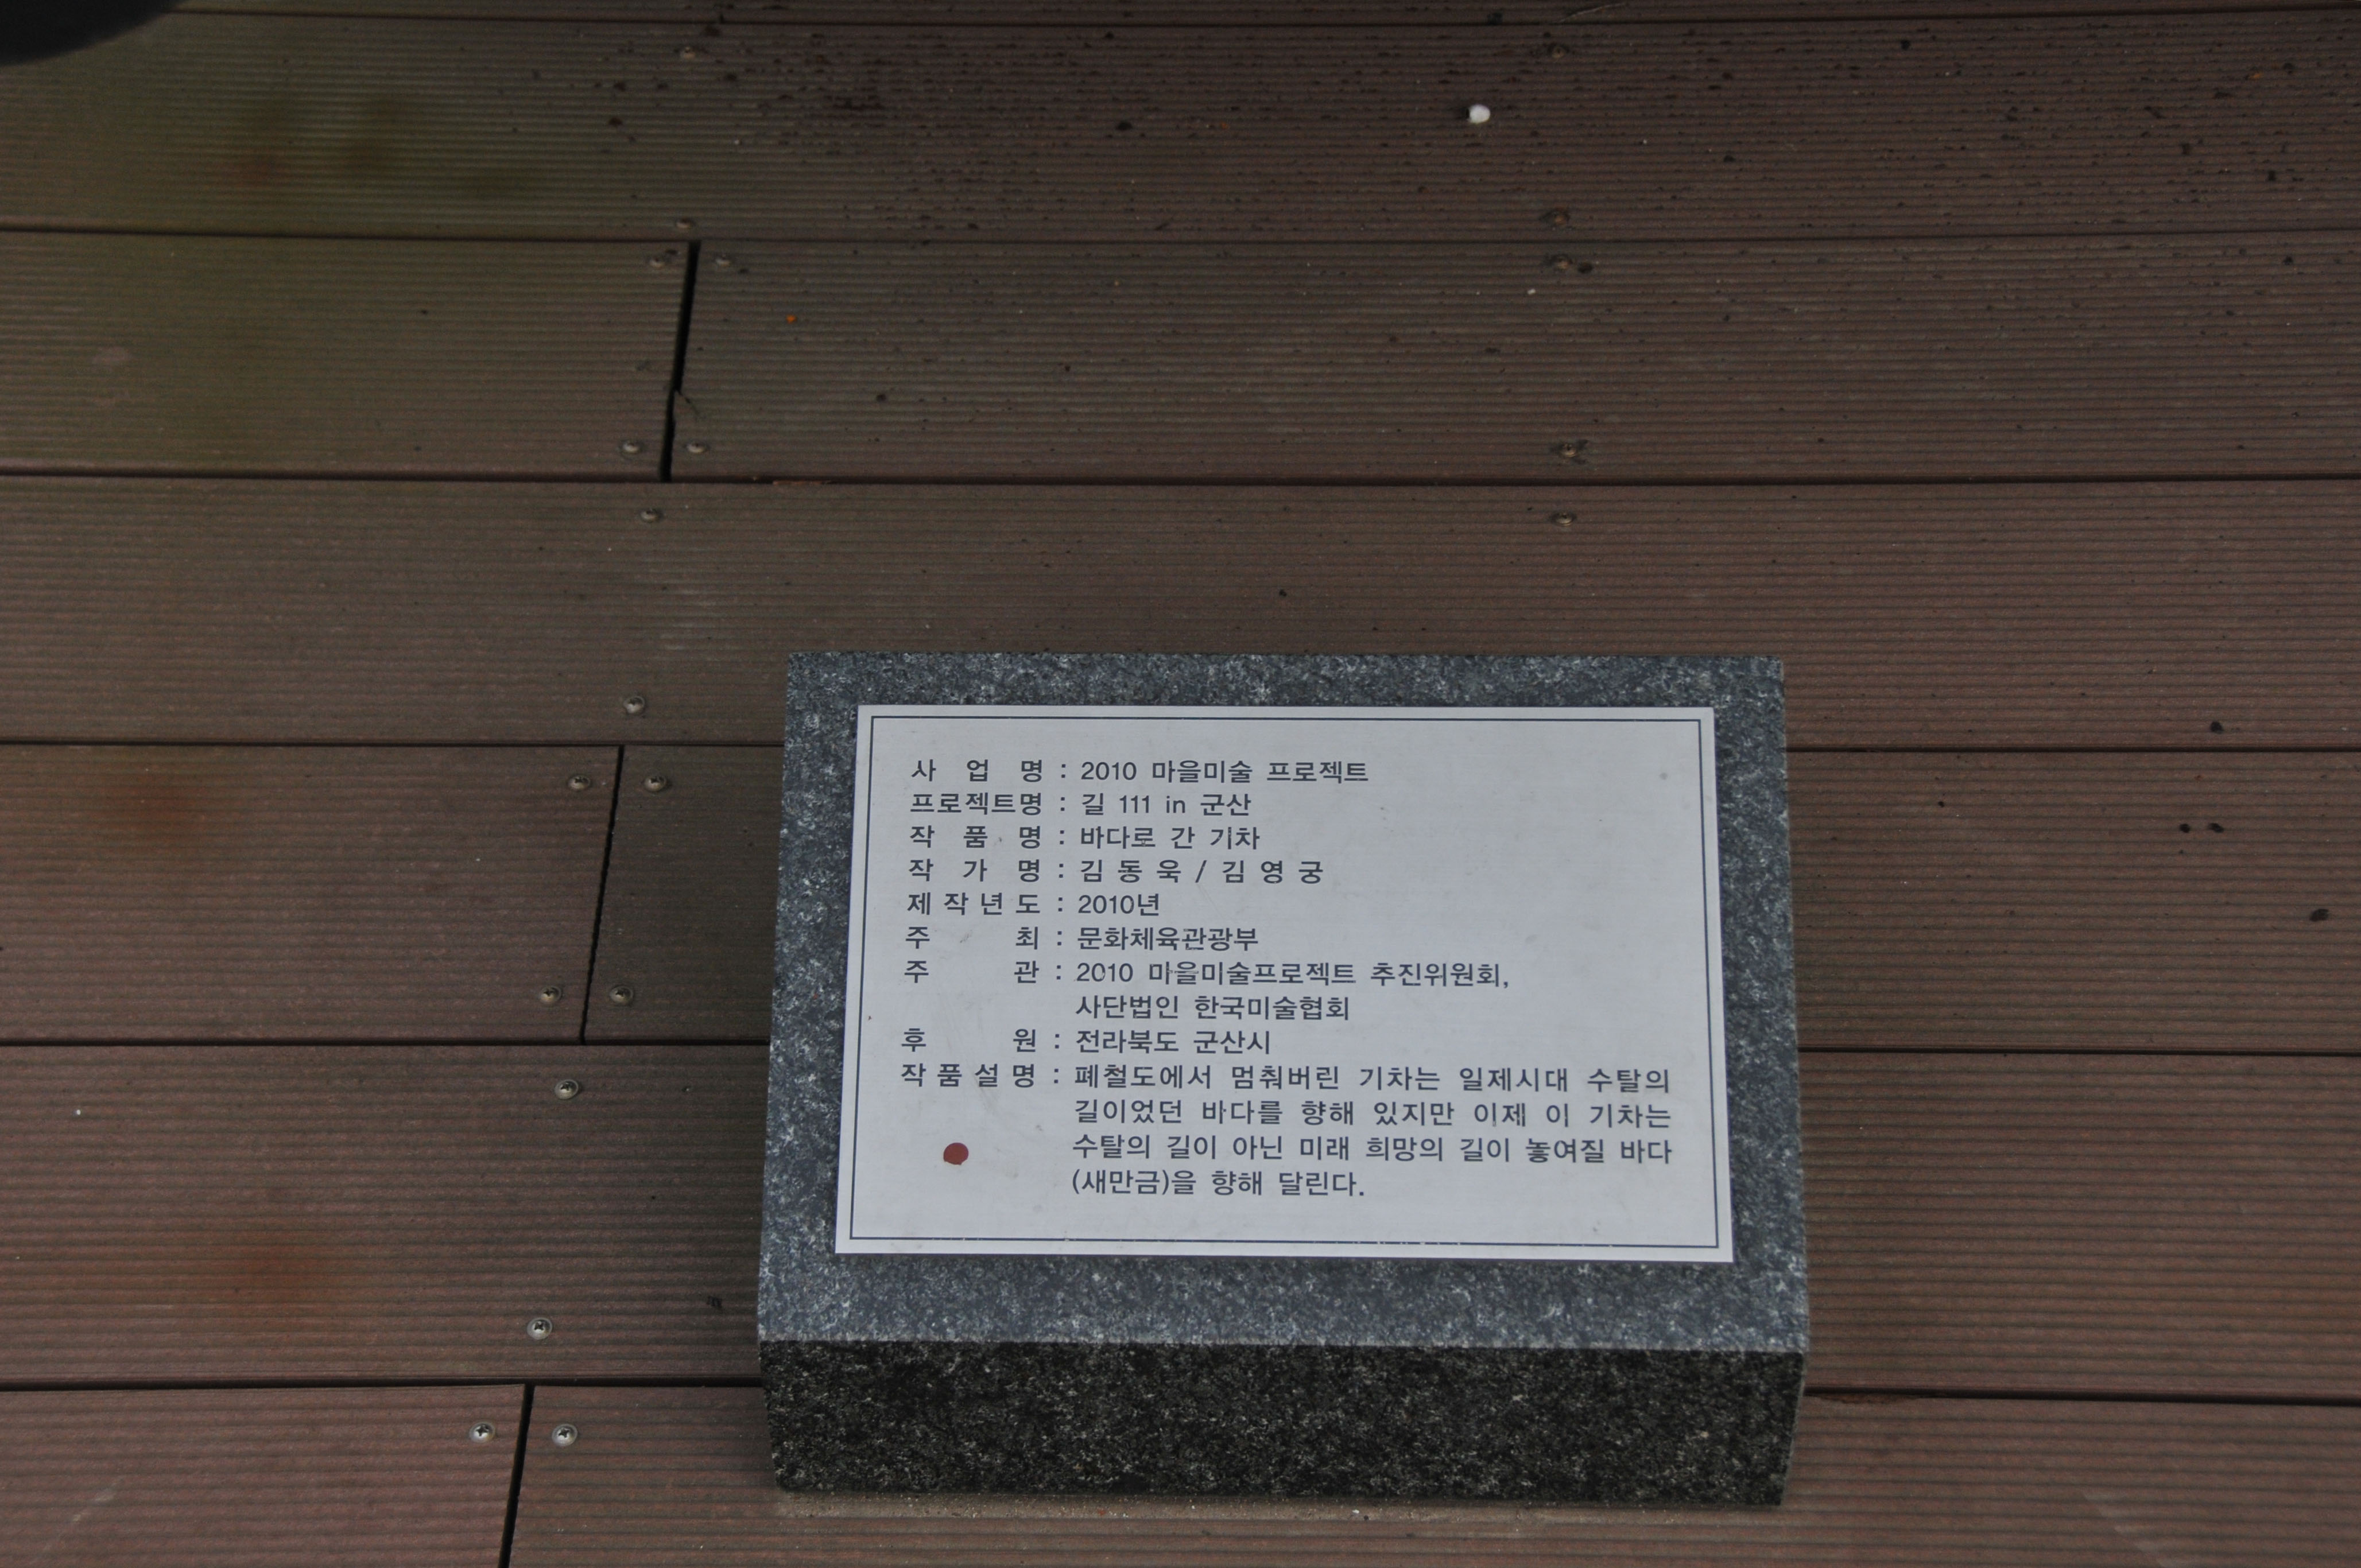 사 업 명 : 2010 마을미술 프로젝트
프로젝트명 : 길 111 in 군산
작 품 명 : 바다로 간 기차
작 가 명 : 김 동 욱 / 김 영 궁
제 작 년 도 : 2010년
주 최 : 문화체육관광부
주 관 : 2010 마을미술프로젝트 추진위원회,
사단법인 한국미술협회
후 원 : 전라북도 군산시
작 품 설 명 : 폐철도에서 멈춰버린 기차는 일제시대 수탈의
길이었던 바다를 향해 있지만 이제 이 기차는
수탈의 길이 아닌 미래 희망의 길이 놓여질 바다
(새만금)을 향해 달린다.